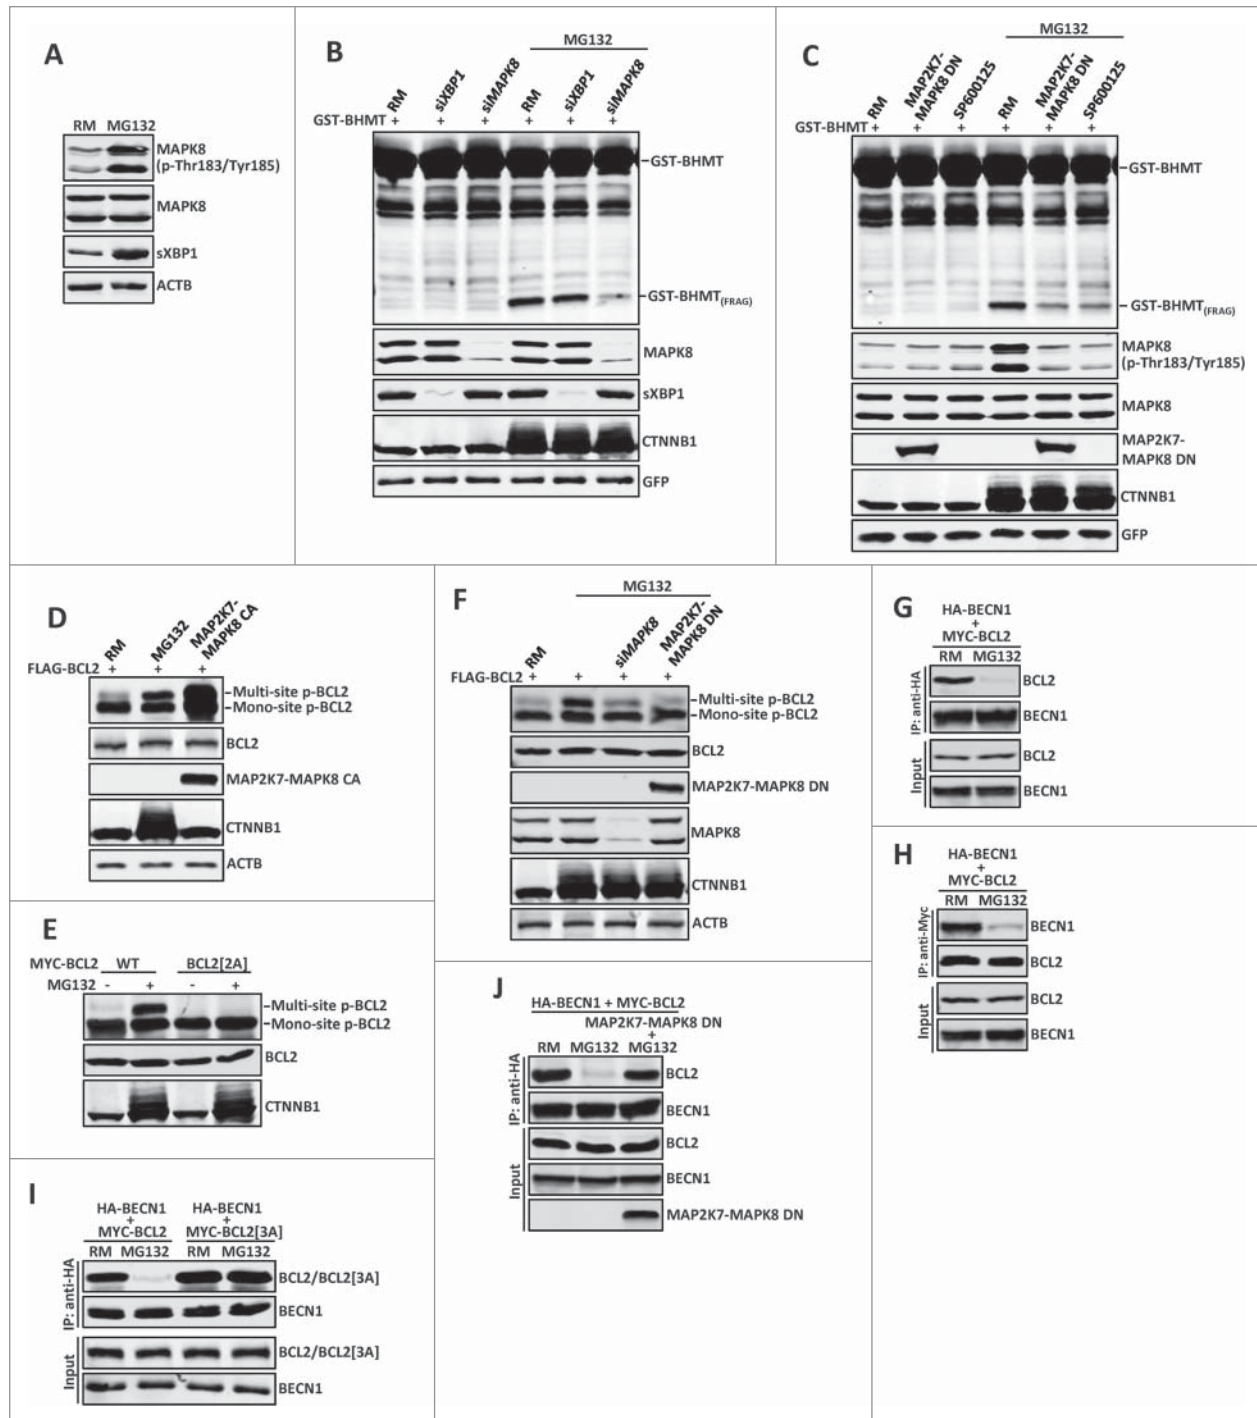 A
RM MG132
MAPK8
(p-Thr183/Tyr185)
MAPK8
sXBP1
ACTB
B
MG132
RM siXBP1 siMAPK8 RM siXBP1 siMAPK8
GST-BHMT + + + + + +
GST-BHMT
GST-BHMT(FRAG)
MAPK8
sXBP1
CTNNB1
GFP
C
MG132
RM MAP2K7-MAPK8 DN SP600125 RM MAP2K7-MAPK8 DN SP600125
GST-BHMT + + + + + +
GST-BHMT
GST-BHMT(FRAG)
MAPK8
(p-Thr183/Tyr185)
MAPK8
MAP2K7-
MAPK8 DN
CTNNB1
GFP
D
RM MG132 MAP2K7-MAPK8 CA
FLAG-BCL2 + + +
Multi-site p-BCL2
Mono-site p-BCL2
BCL2
MAP2K7-MAPK8 CA
CTNNB1
ACTB
E
MYC-BCL2 WT BCL2[2A]
MG132 - + - +
Multi-site p-BCL2
Mono-site p-BCL2
BCL2
CTNNB1
F
MG132
RM siMAPK8 MAP2K7-MAPK8 DN
FLAG-BCL2 + + + +
Multi-site p-BCL2
Mono-site p-BCL2
BCL2
MAP2K7-MAPK8 DN
MAPK8
CTNNB1
ACTB
G
HA-BECN1
+
MYC-BCL2
RM MG132
IP: anti-HA
BCL2
BECN1
Input
BCL2
BECN1
H
HA-BECN1
+
MYC-BCL2
RM MG132
IP: anti-Myc
BECN1
BCL2
Input
BCL2
BECN1
I
HA-BECN1
+
MYC-BCL2
HA-BECN1
+
MYC-BCL2[3A]
RM MG132 RM MG132
IP: anti-HA
BCL2/BCL2[3A]
BECN1
Input
BCL2/BCL2[3A]
BECN1
J
HA-BECN1 + MYC-BCL2
MAP2K7-MAPK8 DN
+
RM MG132 MG132
IP: anti-HA
BCL2
BECN1
Input
BCL2
BECN1
MAP2K7-MAPK8 DN